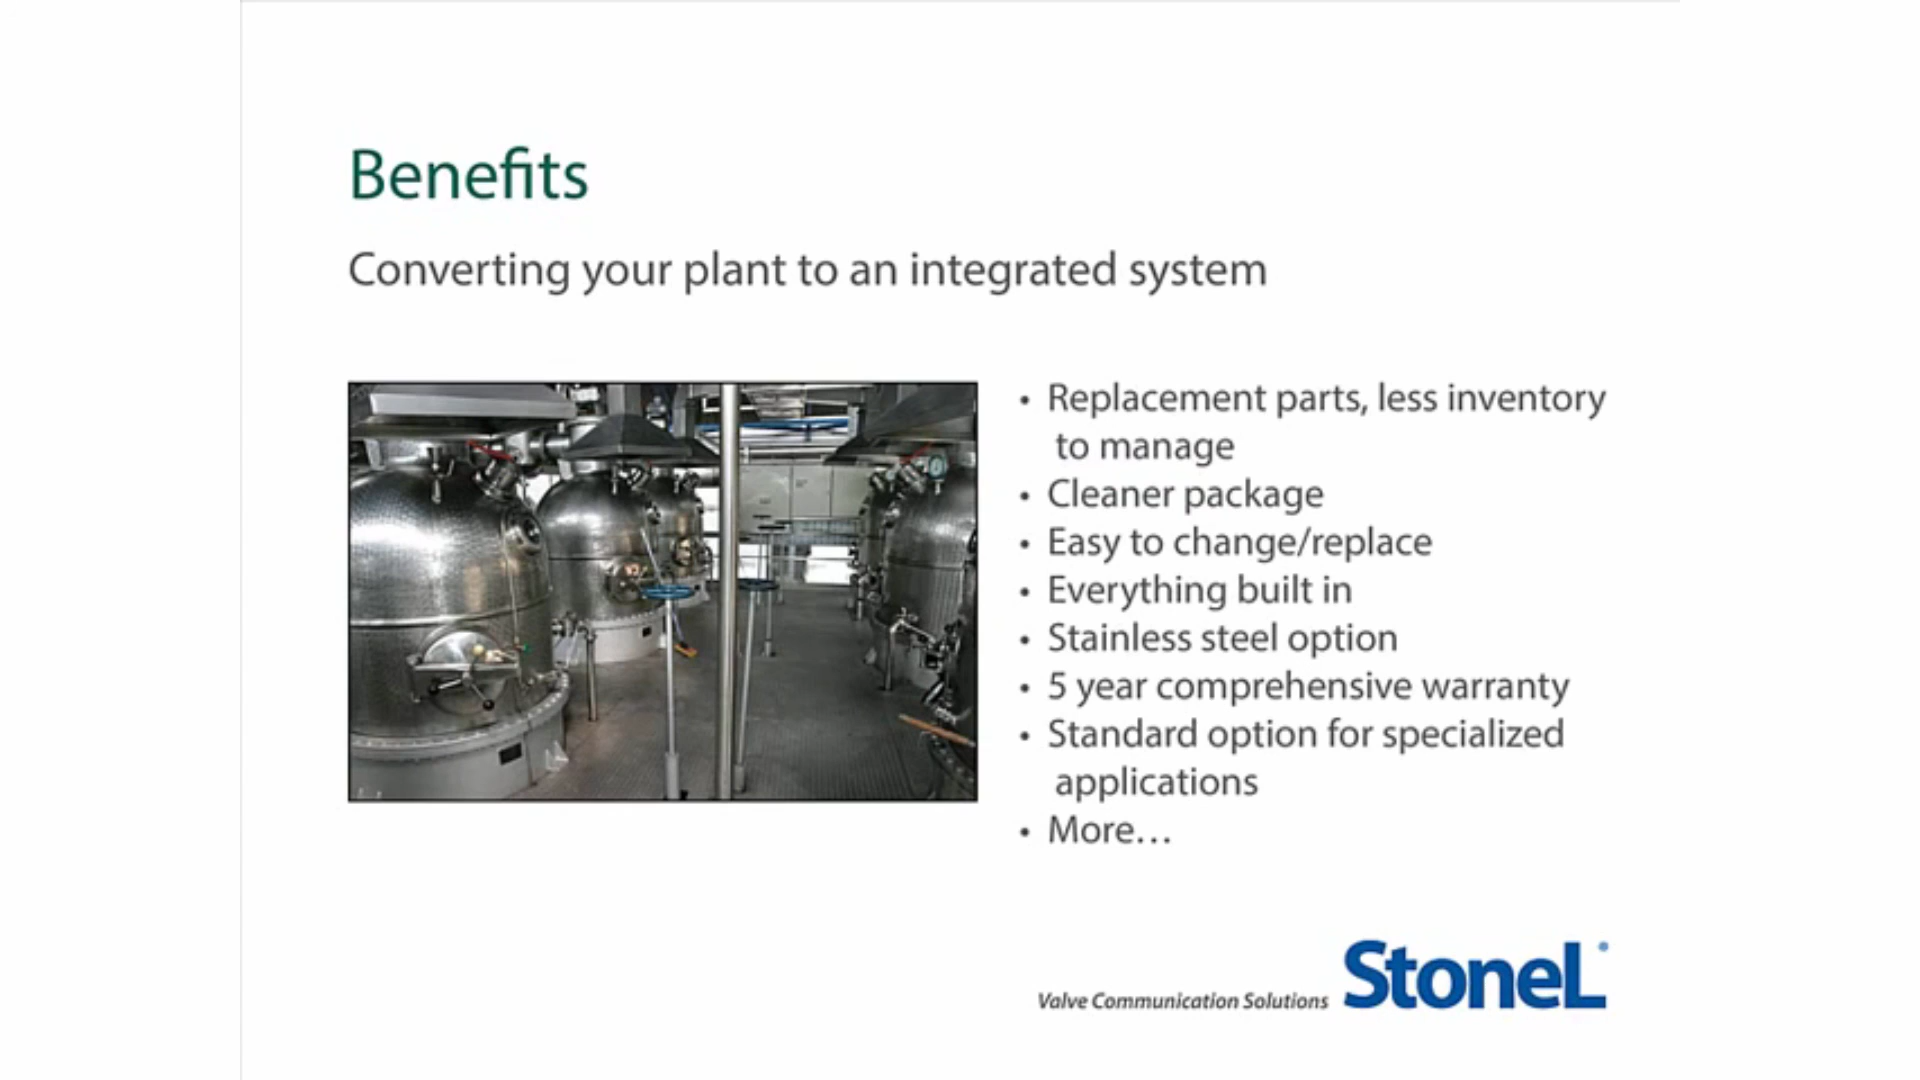 Benefits
Converting your plant to an integrated system
• Replacement parts, less inventory
to manage
• Cleaner package
• Easy to change/replace
• Everything built in
• Stainless steel option
• 5 year comprehensive warranty
• Standard option for specialized
applications
• More…
Valve Communication Solutions StoneL